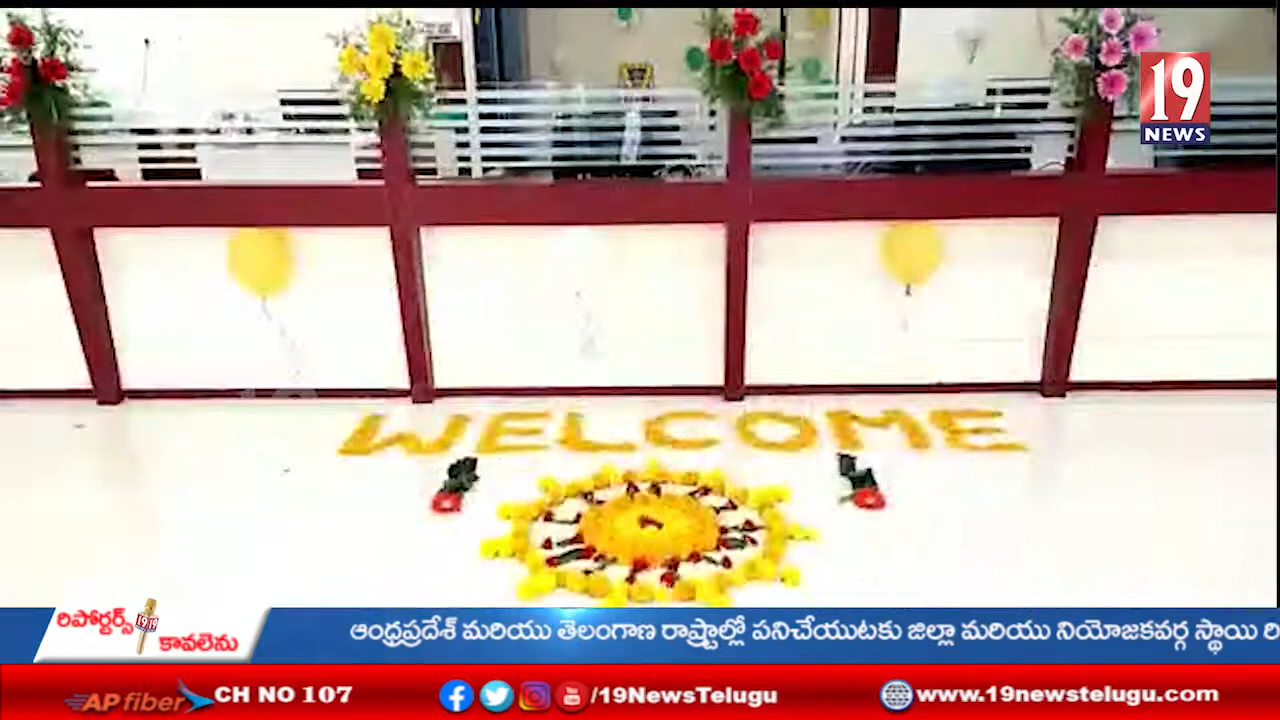 19
NEWS
WELCOME
రిపోర్టర్స్
కావలెను
ఆంధ్రప్రదేశ్ మరియు తెలంగాణ రాష్ట్రాల్లో పనిచేయుటకు జిల్లా మరియు నియోజకవర్గ స్థాయి రి
AP fiber CH NO 107
/19NewsTelugu
www.19newstelugu.com